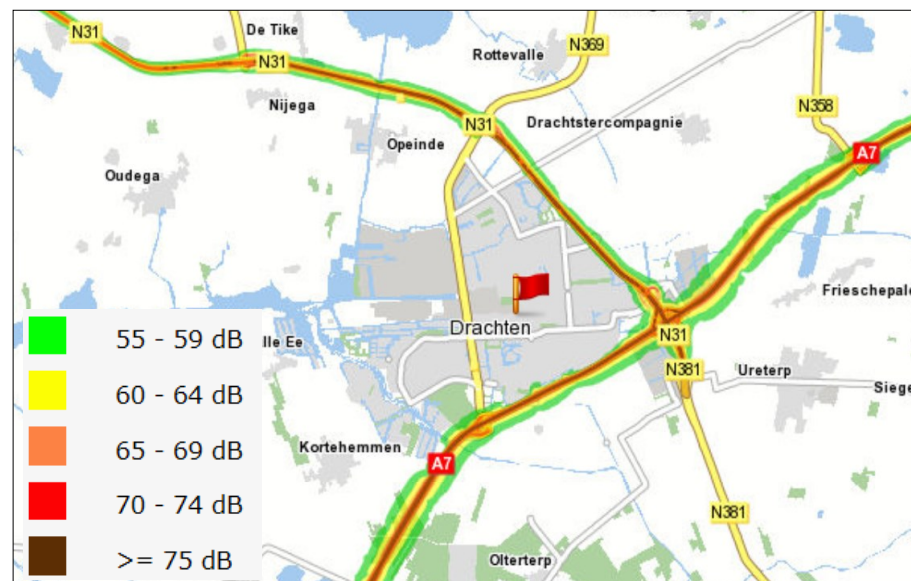 De Tike
N31
N369
Rottevalle
N31
Nijega
N358
N31
Drachtstercompagnie
Opeinde
A7
Oudega
Frieschepale
Drachten
N31
lle Ee
N381
Ureterp
Siege
Kortehemmen
A7
N381
Olterterp
55 - 59 dB
60 - 64 dB
65 - 69 dB
70 - 74 dB
>= 75 dB